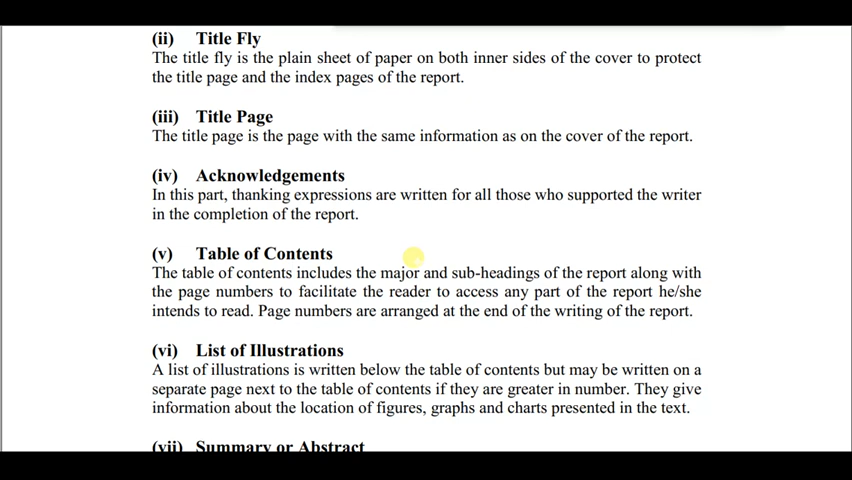 (ii) Title Fly
The title fly is the plain sheet of paper on both inner sides of the cover to protect
the title page and the index pages of the report.
(iii) Title Page
The title page is the page with the same information as on the cover of the report.
(iv) Acknowledgements
In this part, thanking expressions are written for all those who supported the writer
in the completion of the report.
(v) Table of Contents
The table of contents includes the major and sub-headings of the report along with
the page numbers to facilitate the reader to access any part of the report he/she
intends to read. Page numbers are arranged at the end of the writing of the report.
(vi) List of Illustrations
A list of illustrations is written below the table of contents but may be written on a
separate page next to the table of contents if they are greater in number. They give
information about the location of figures, graphs and charts presented in the text.
(vii) Summary or Abstract